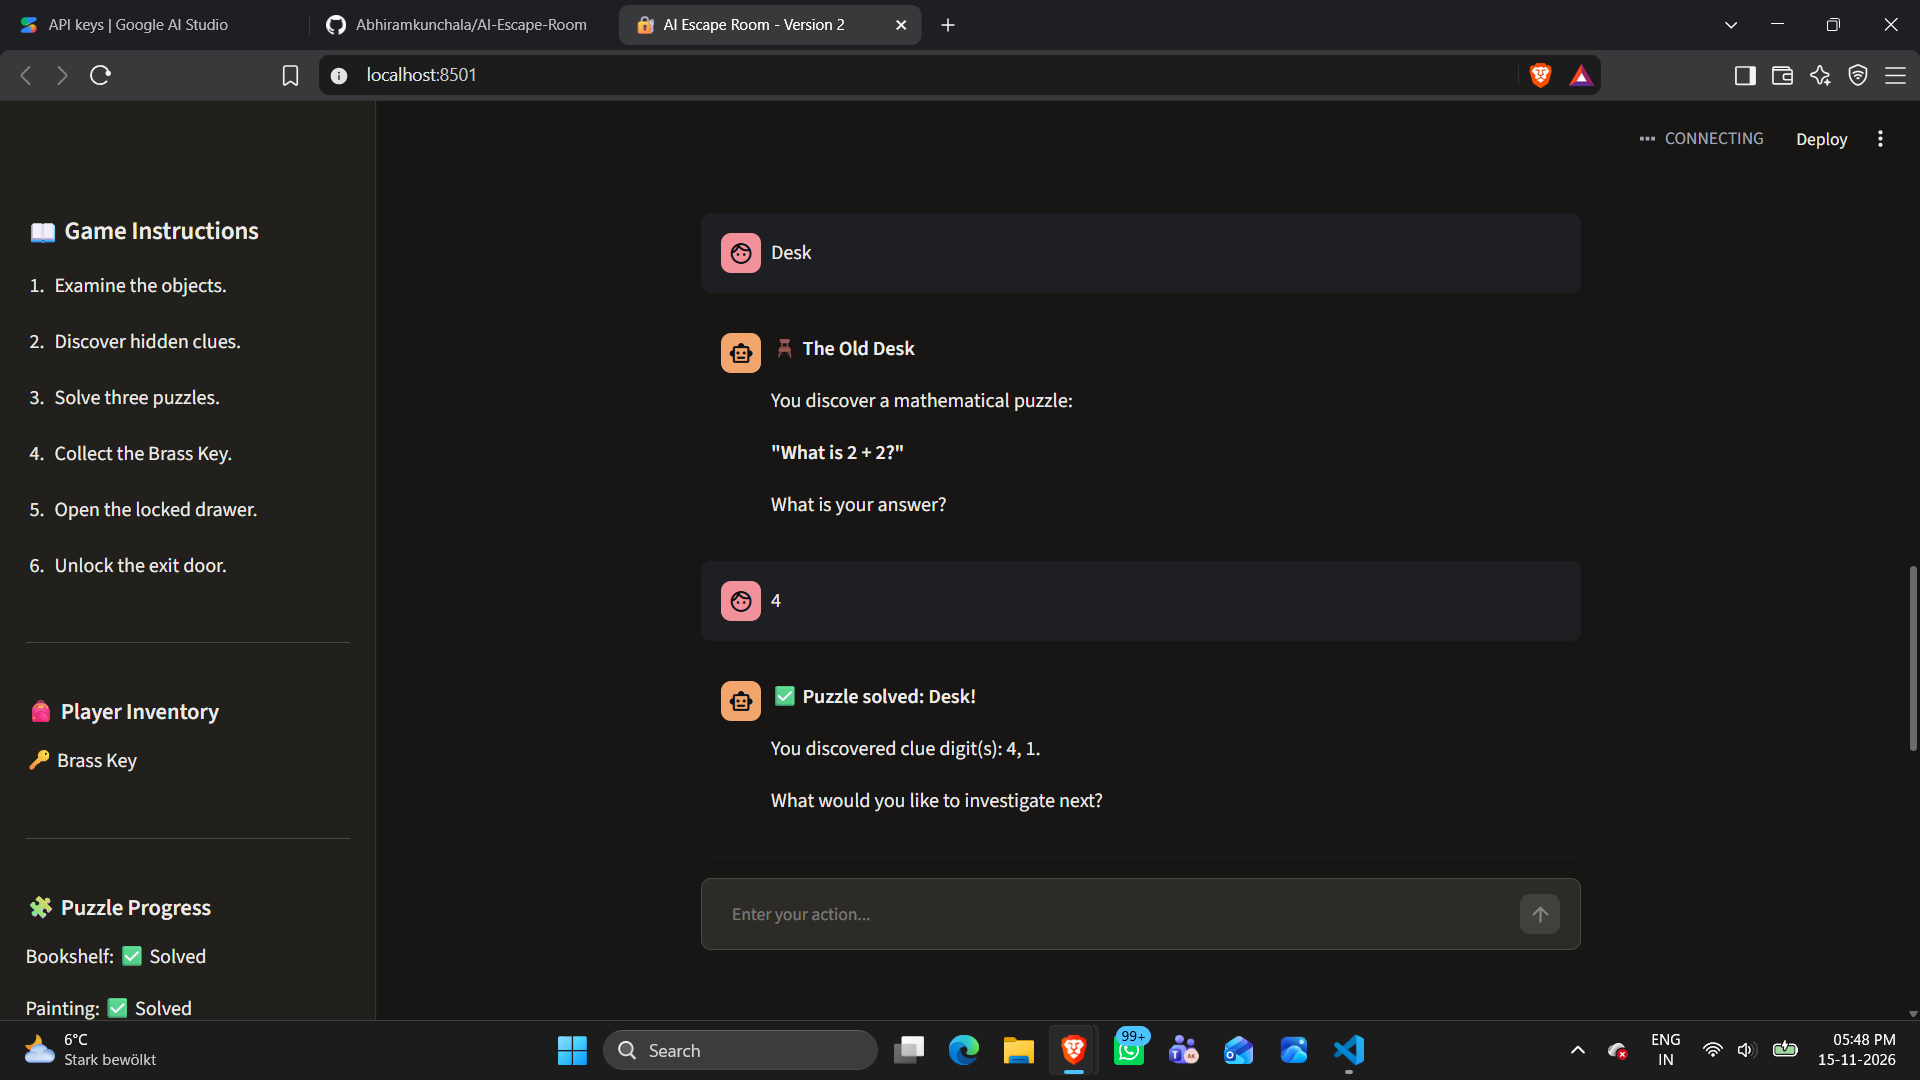 API keys | Google AI Studio
Abhiramkunchala/AI-Escape-Room
AI Escape Room - Version 2
localhost:8501
CONNECTING
Deploy
📖 Game Instructions
1. Examine the objects.
2. Discover hidden clues.
3. Solve three puzzles.
4. Collect the Brass Key.
5. Open the locked drawer.
6. Unlock the exit door.
🎒 Player Inventory
🔑 Brass Key
🧩 Puzzle Progress
Bookshelf: ✅ Solved
Painting: ✅ Solved
Desk
🪑 The Old Desk
You discover a mathematical puzzle:
"What is 2 + 2?"
What is your answer?
4
✅ Puzzle solved: Desk!
You discovered clue digit(s): 4, 1.
What would you like to investigate next?
Enter your action...
6°C
Stark bewölkt
Search
99+
ENG
IN
05:48 PM
15-11-2026